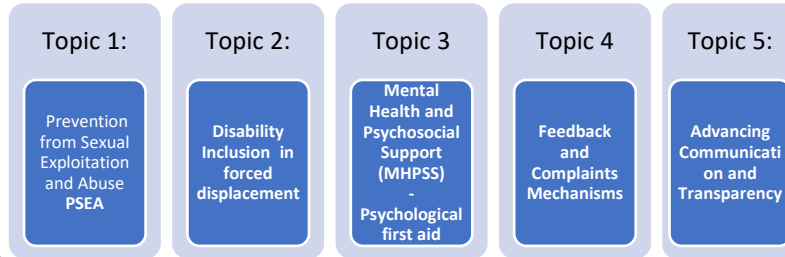 Topic 1:
Prevention
from Sexual
Exploitation
and Abuse
PSEA
Topic 2:
Disability
Inclusion in
forced
displacement
Topic 3
Mental
Health and
Psychosocial
Support
(MHPSS)
-
Psychological
first aid
Topic 4
Feedback
and
Complaints
Mechanisms
Topic 5:
Advancing
Communicati
on and
Transparency